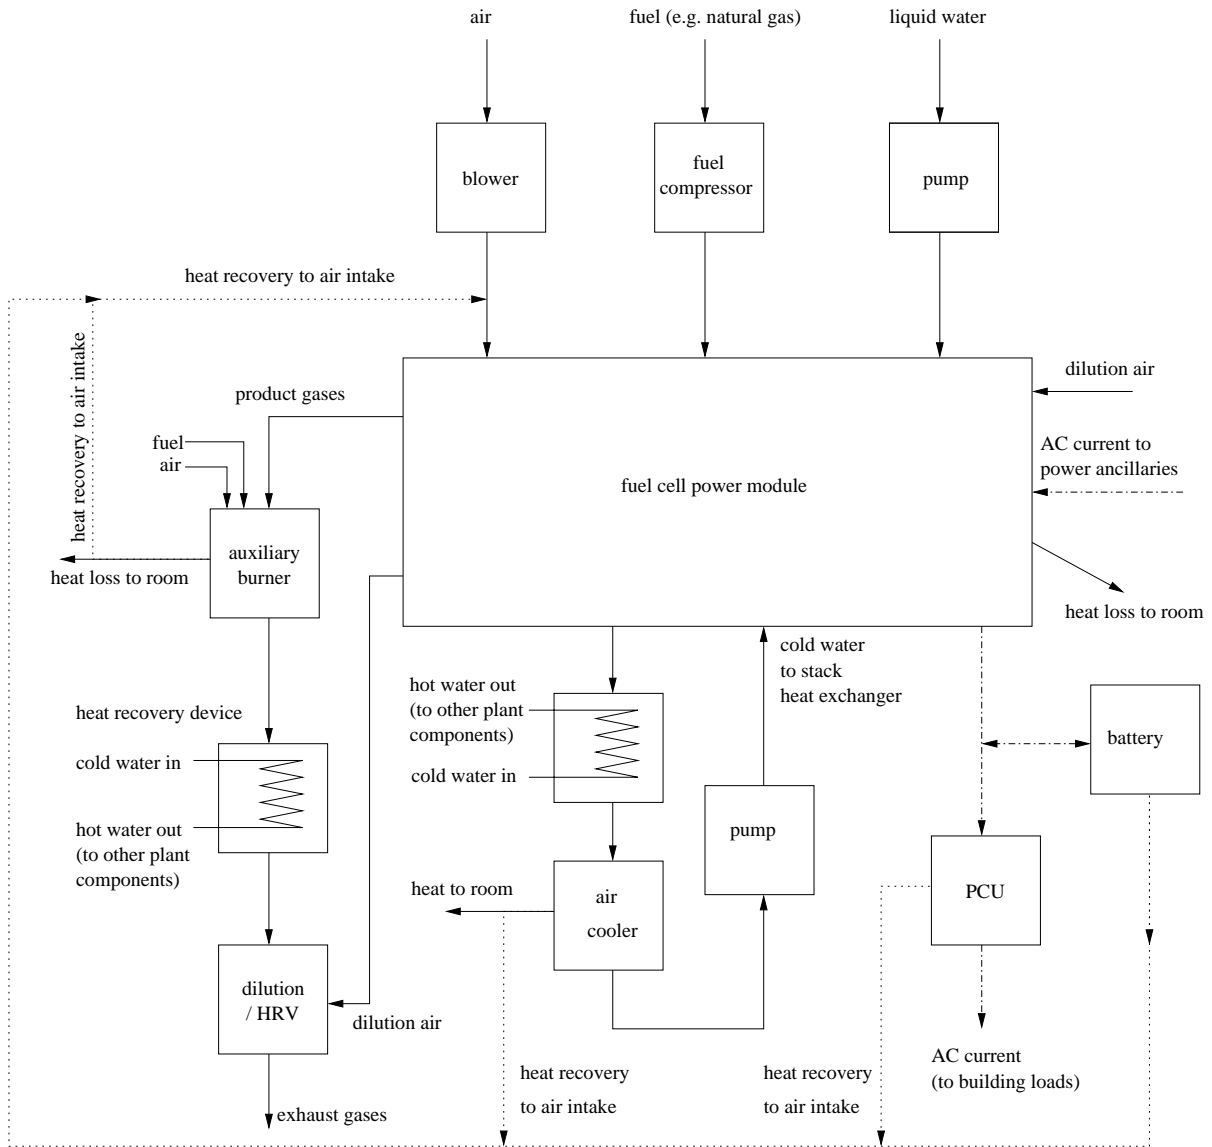 air
fuel (e.g. natural gas)
liquid water
blower
fuel
compressor
pump
heat recovery to air intake
heat recovery to air intake
dilution air
product gases
AC current to
power ancillaries
fuel
air
fuel cell power module
auxiliary
burner
heat loss to room
heat loss to room
cold water
to stack
heat exchanger
hot water out
(to other plant
components)
cold water in
heat recovery device
cold water in
hot water out
(to other plant
components)
battery
pump
PCU
heat to room
air
cooler
dilution
/ HRV
dilution air
AC current
(to building loads)
heat recovery
to air intake
heat recovery
to air intake
exhaust gases